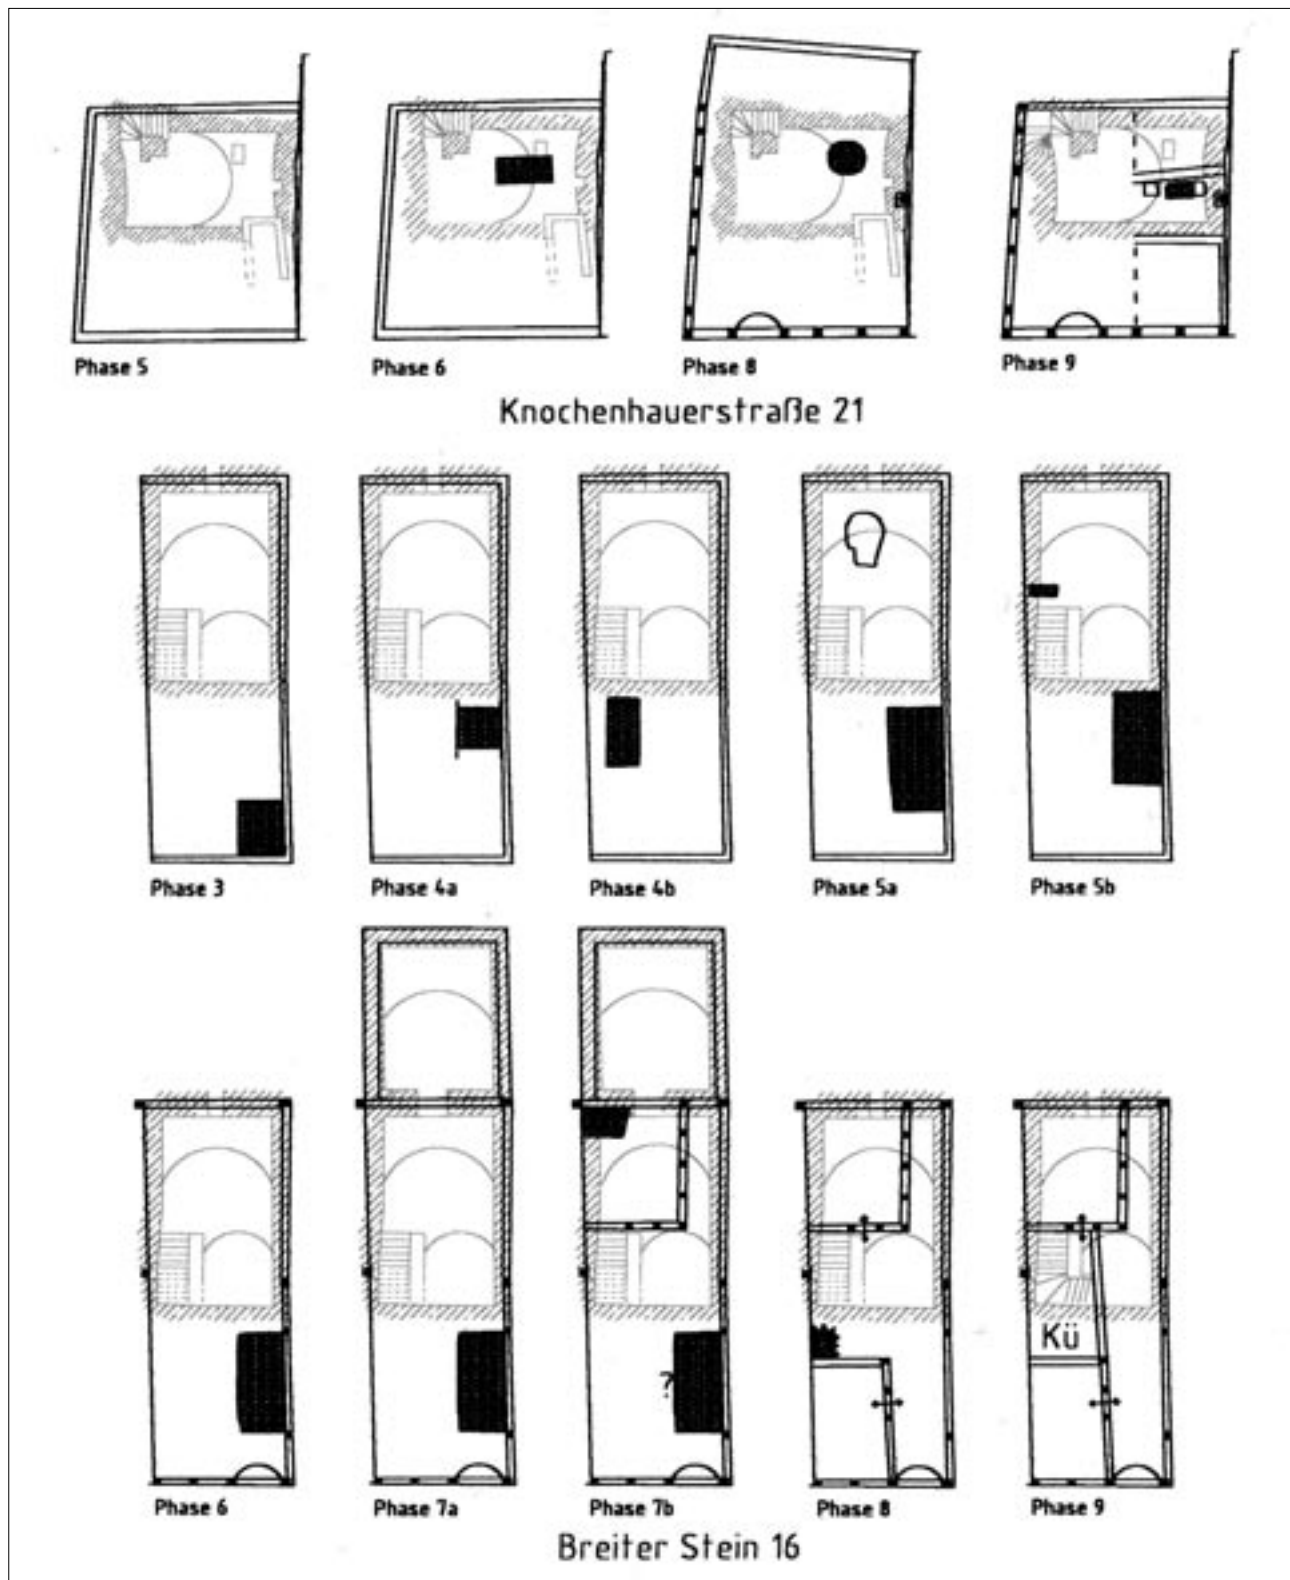 Phase 5
Phase 6
Phase 8
Phase 9
Knochenhauerstraße 21
Phase 3
Phase 4a
Phase 4b
Phase 5a
Phase 5b
?
Kü
Phase 6
Phase 7a
Phase 7b
Phase 8
Phase 9
Breiter Stein 16